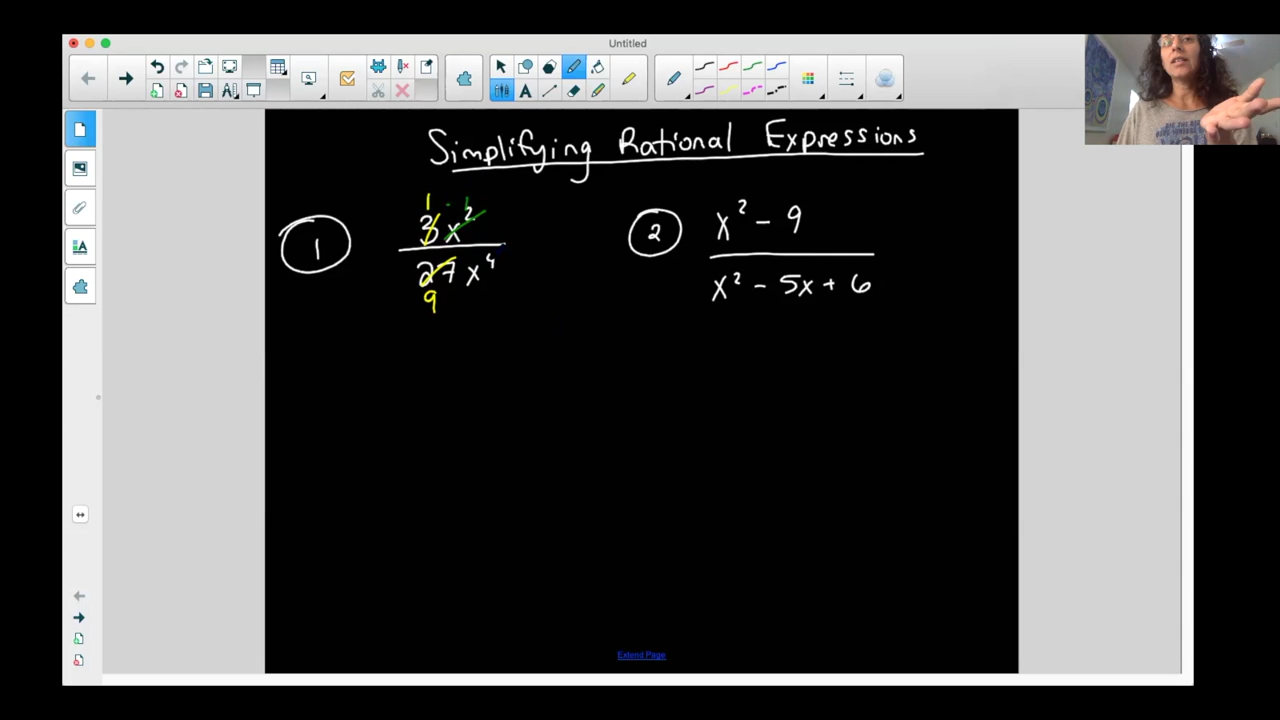 Untitled
Simplifying Rational Expressions
1
1 1
3x²
27x⁴
9
2
x² - 9
x² - 5x + 6
Extend Page